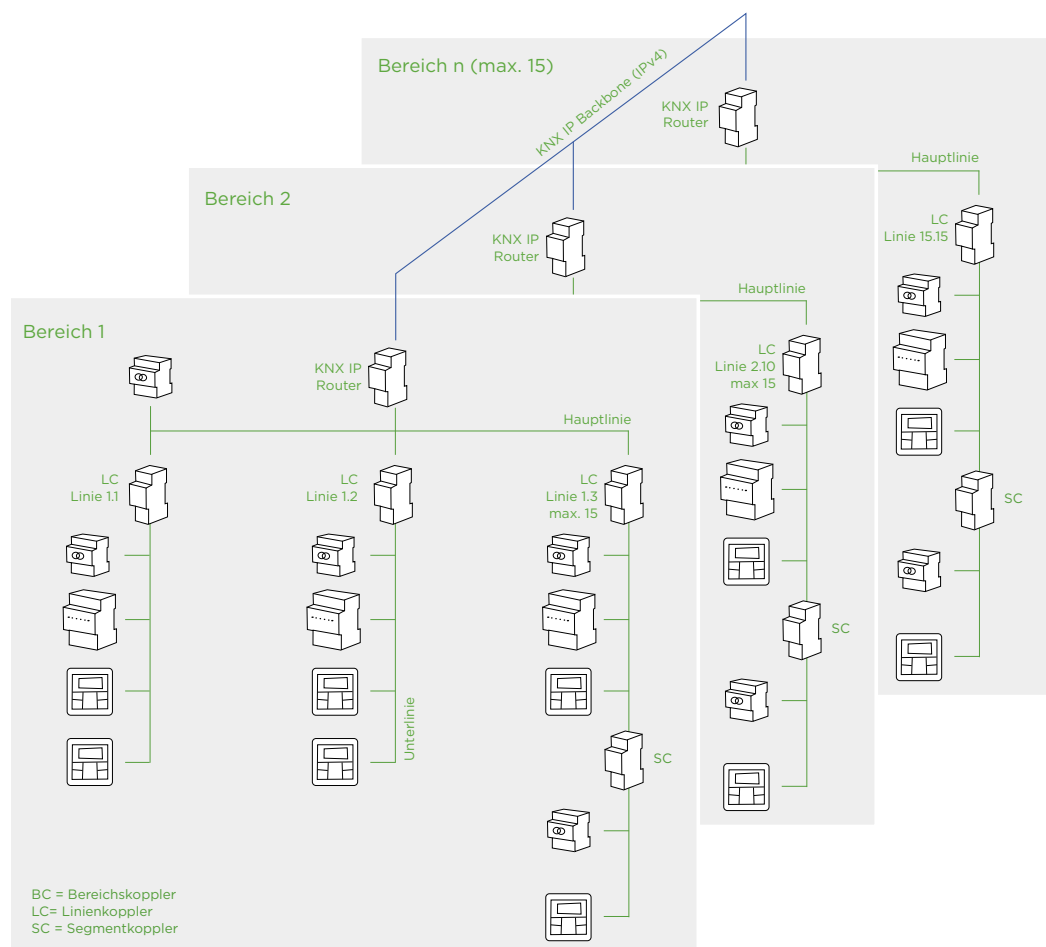 Bereich n (max. 15)
KNX IP Backbone (IPv4)
KNX IP
Router
Hauptlinie
LC
Linie 15.15
SC
Bereich 2
KNX IP
Router
Hauptlinie
LC
Linie 2.10
max 15
SC
Bereich 1
KNX IP
Router
Hauptlinie
LC
Linie 1.1
LC
Linie 1.2
LC
Linie 1.3
max. 15
Unterlinie
SC
BC = Bereichskoppler
LC= Linienkoppler
SC = Segmentkoppler